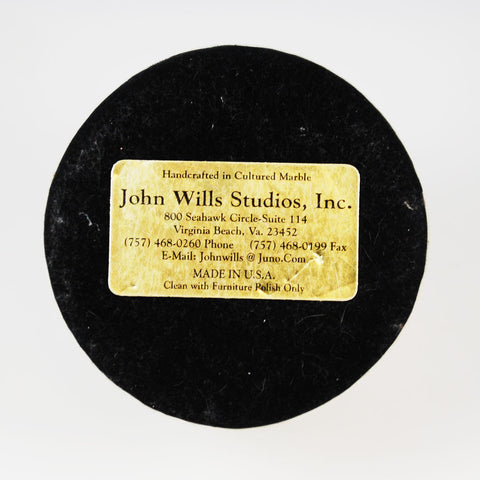 Handcrafted in Cultured Marble
John Wills Studios, Inc.
800 Seahawk Circle-Suite 114
Virginia Beach, Va. 23452
(757) 468-0260 Phone (757) 468-0199 Fax
E-Mail: Johnwills @ Juno.Com
MADE IN U.S.A.
Clean with Furniture Polish Only